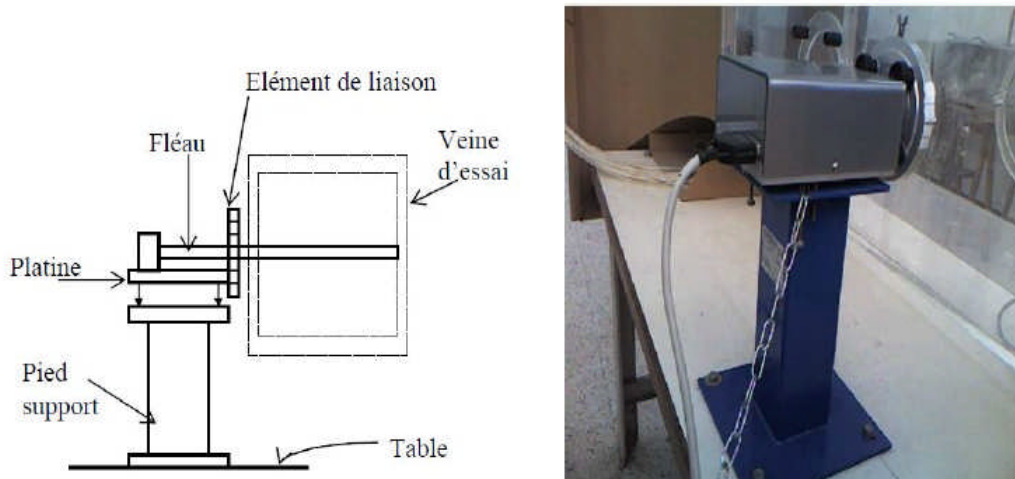 Elément de liaison
Fléau
Veine
d'essai
Platine
Pied
support
Table